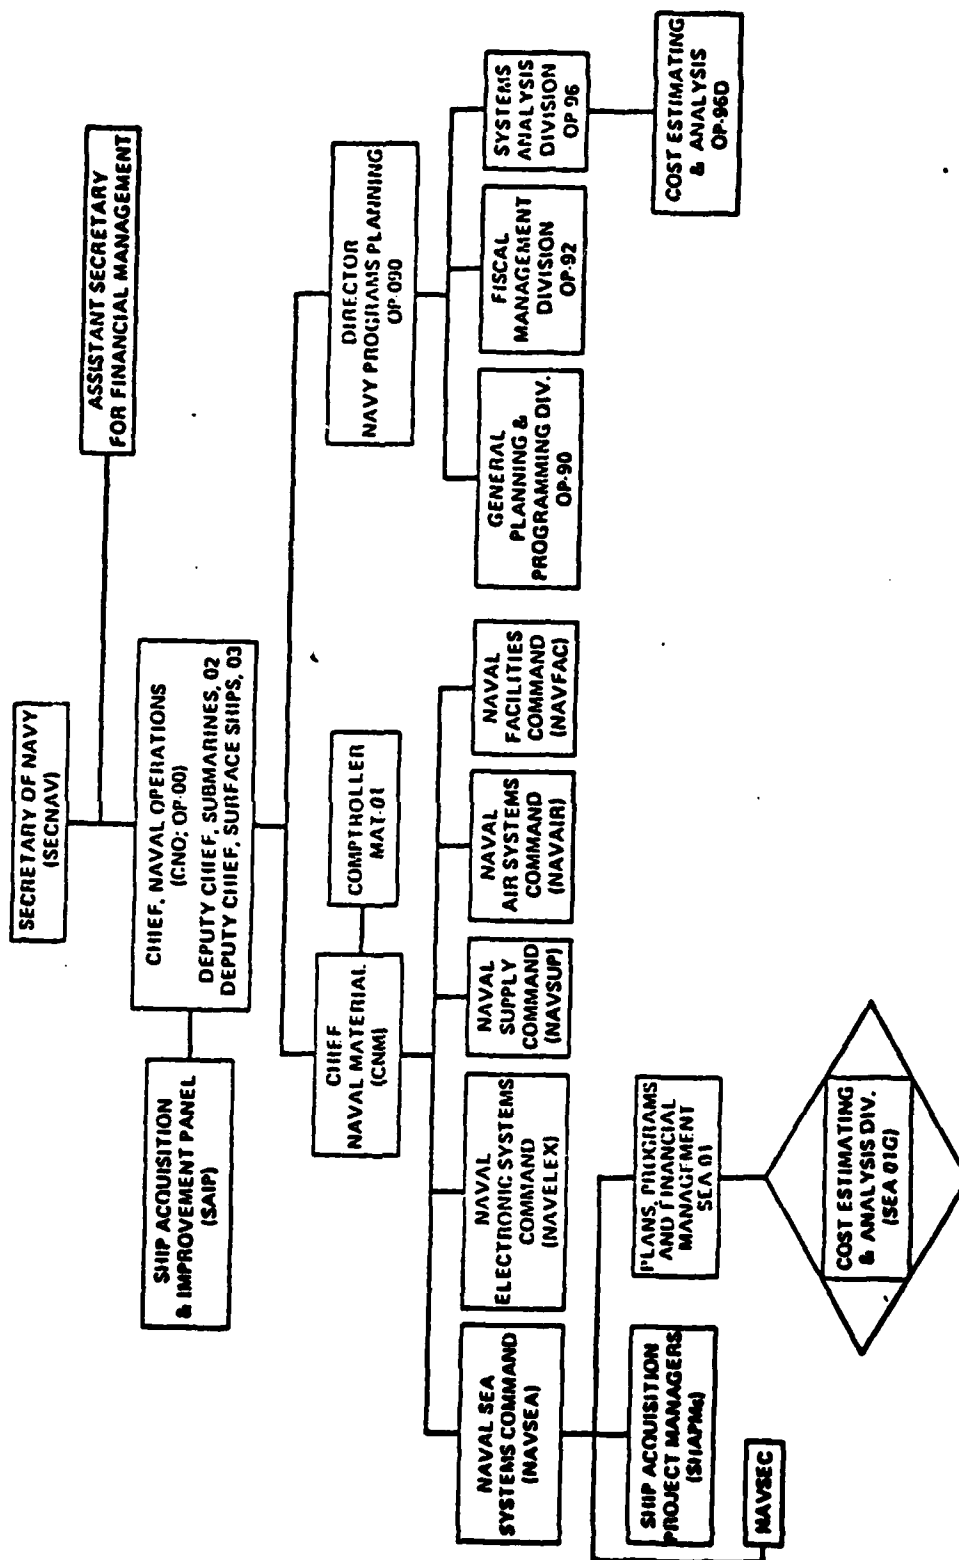 SECRETARY OF NAVY
(SECNAV)
ASSISTANT SECRETARY
FOR FINANCIAL MANAGEMENT
CHIEF, NAVAL OPERATIONS
(CNO; OP-00)
DEPUTY CHIEF, SUBMARINES, 02
DEPUTY CHIEF, SURFACE SHIPS, 03
SHIP ACQUISITION
& IMPROVEMENT PANEL
(SAIP)
CHIEF
NAVAL MATERIAL
(CNM)
COMPTROLLER
MAT-01
DIRECTOR
NAVY PROGRAMS PLANNING
OP-090
NAVAL SEA
SYSTEMS COMMAND
(NAVSEA)
NAVAL
ELECTRONIC SYSTEMS
COMMAND
(NAVELEX)
NAVAL
SUPPLY
COMMAND
(NAVSUP)
NAVAL
AIR SYSTEMS
COMMAND
(NAVAIR)
NAVAL
FACILITIES
COMMAND
(NAVFAC)
GENERAL
PLANNING &
PROGRAMMING DIV.
OP-90
FISCAL
MANAGEMENT
DIVISION
OP-92
SYSTEMS
ANALYSIS
DIVISION
OP 96
SHIP ACQUISITION
PROJECT MANAGERS
(SHAPMs)
PLANS, PROGRAMS
AND FINANCIAL
MANAGEMENT
SEA 01
COST ESTIMATING
& ANALYSIS
OP-96D
NAVSEC
COST ESTIMATING
& ANALYSIS DIV.
(SEA 01G)